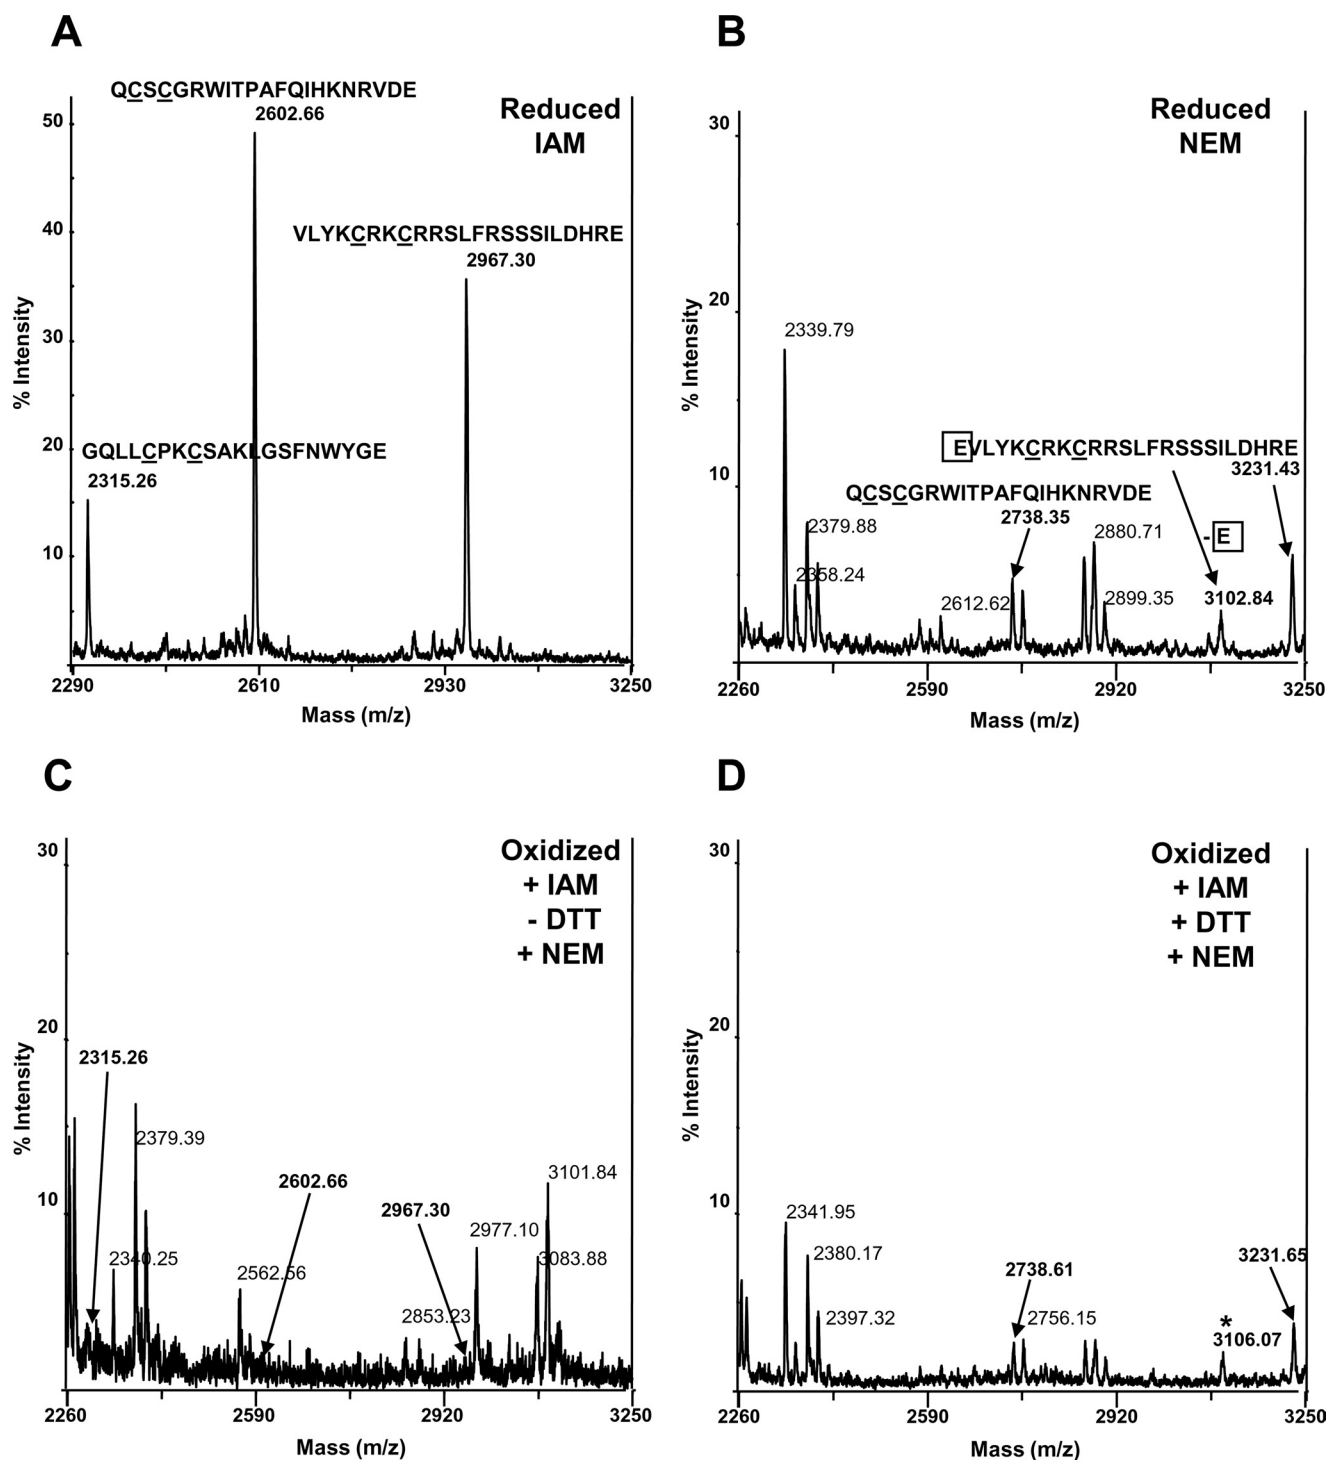 A
QCSCGRWITPAFQIHKNRVDE
2602.66
Reduced
IAM
VLYKCRKCRRSLFRSSSILDHRE
2967.30
GQLLCPKCSAKLGSFNWYGE
2315.26
50
40
30
20
10
% Intensity
2290
2610
2930
3250
Mass (m/z)
B
Reduced
NEM
30
20
10
% Intensity
2339.79
EVLYKCRKCRRSLFRSSSILDHRE
3231.43
QCSCGRWITPAFQIHKNRVDE
2738.35
2379.88
2358.24
2612.62
2880.71
2899.35
- E
3102.84
2260
2590
2920
3250
Mass (m/z)
C
Oxidized
+ IAM
- DTT
+ NEM
30
20
10
% Intensity
2315.26
2379.39
2340.25
2602.66
2562.56
2967.30
2853.23
2977.10
3101.84
3083.88
2260
2590
2920
3250
Mass (m/z)
D
Oxidized
+ IAM
+ DTT
+ NEM
30
20
10
% Intensity
2341.95
2380.17
2397.32
2738.61
2756.15
3231.65
*
3106.07
2260
2590
2920
3250
Mass (m/z)